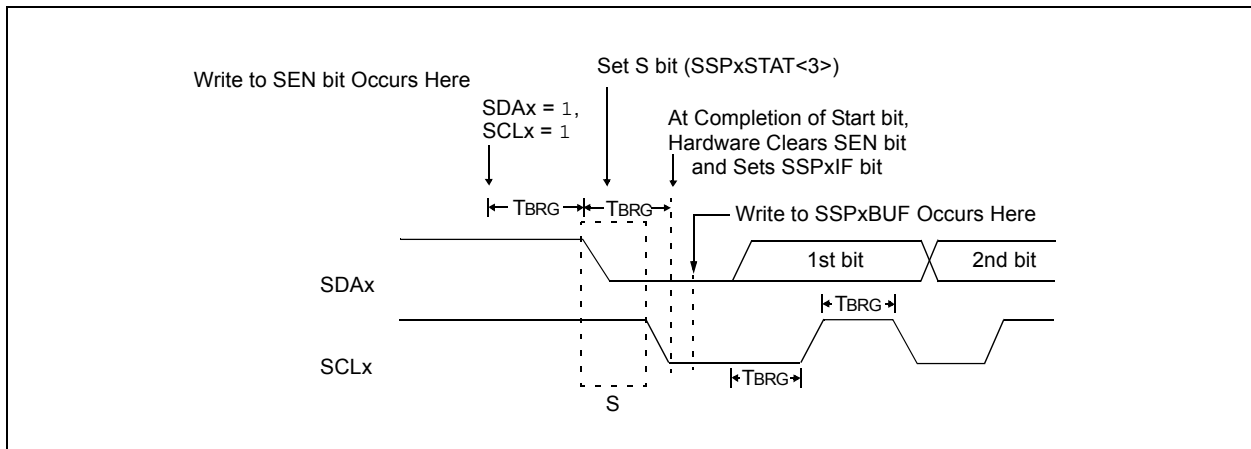 Write to SEN bit Occurs Here
Set S bit (SSPxSTAT<3>)
SDAx = 1,
SCLx = 1
At Completion of Start bit,
Hardware Clears SEN bit
and Sets SSPxIF bit
TBRG
TBRG
Write to SSPxBUF Occurs Here
SDAx
1st bit
2nd bit
TBRG
SCLx
TBRG
S